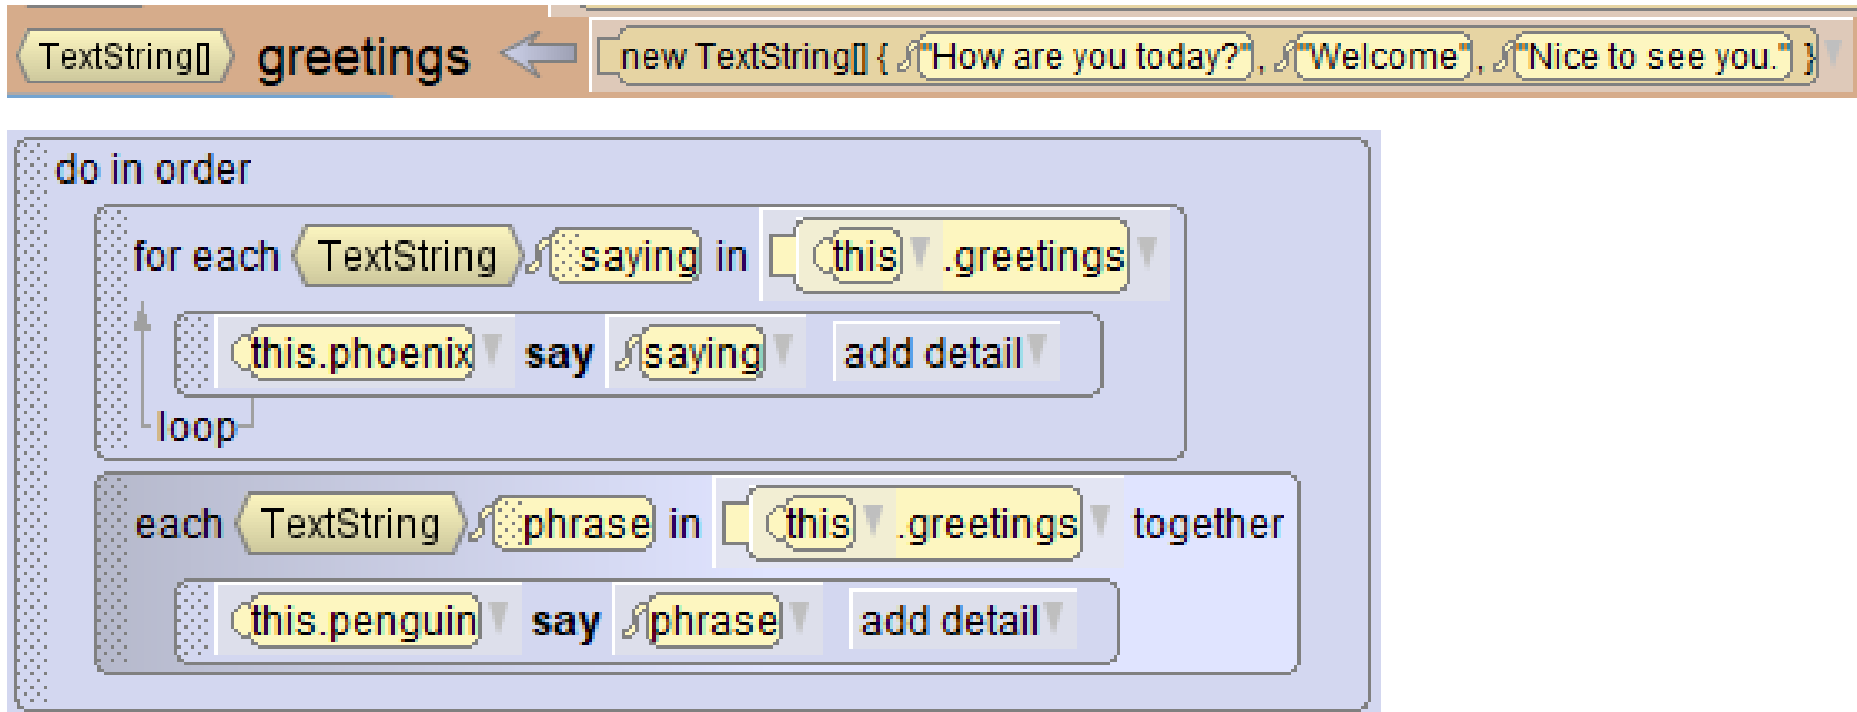 TextString[] greetings new TextString[] { "How are you today?", "Welcome", "Nice to see you." }
do in order
for each TextString saying in this .greetings
this.phoenix say saying add detail
loop
each TextString phrase in this .greetings together
this.penguin say phrase add detail